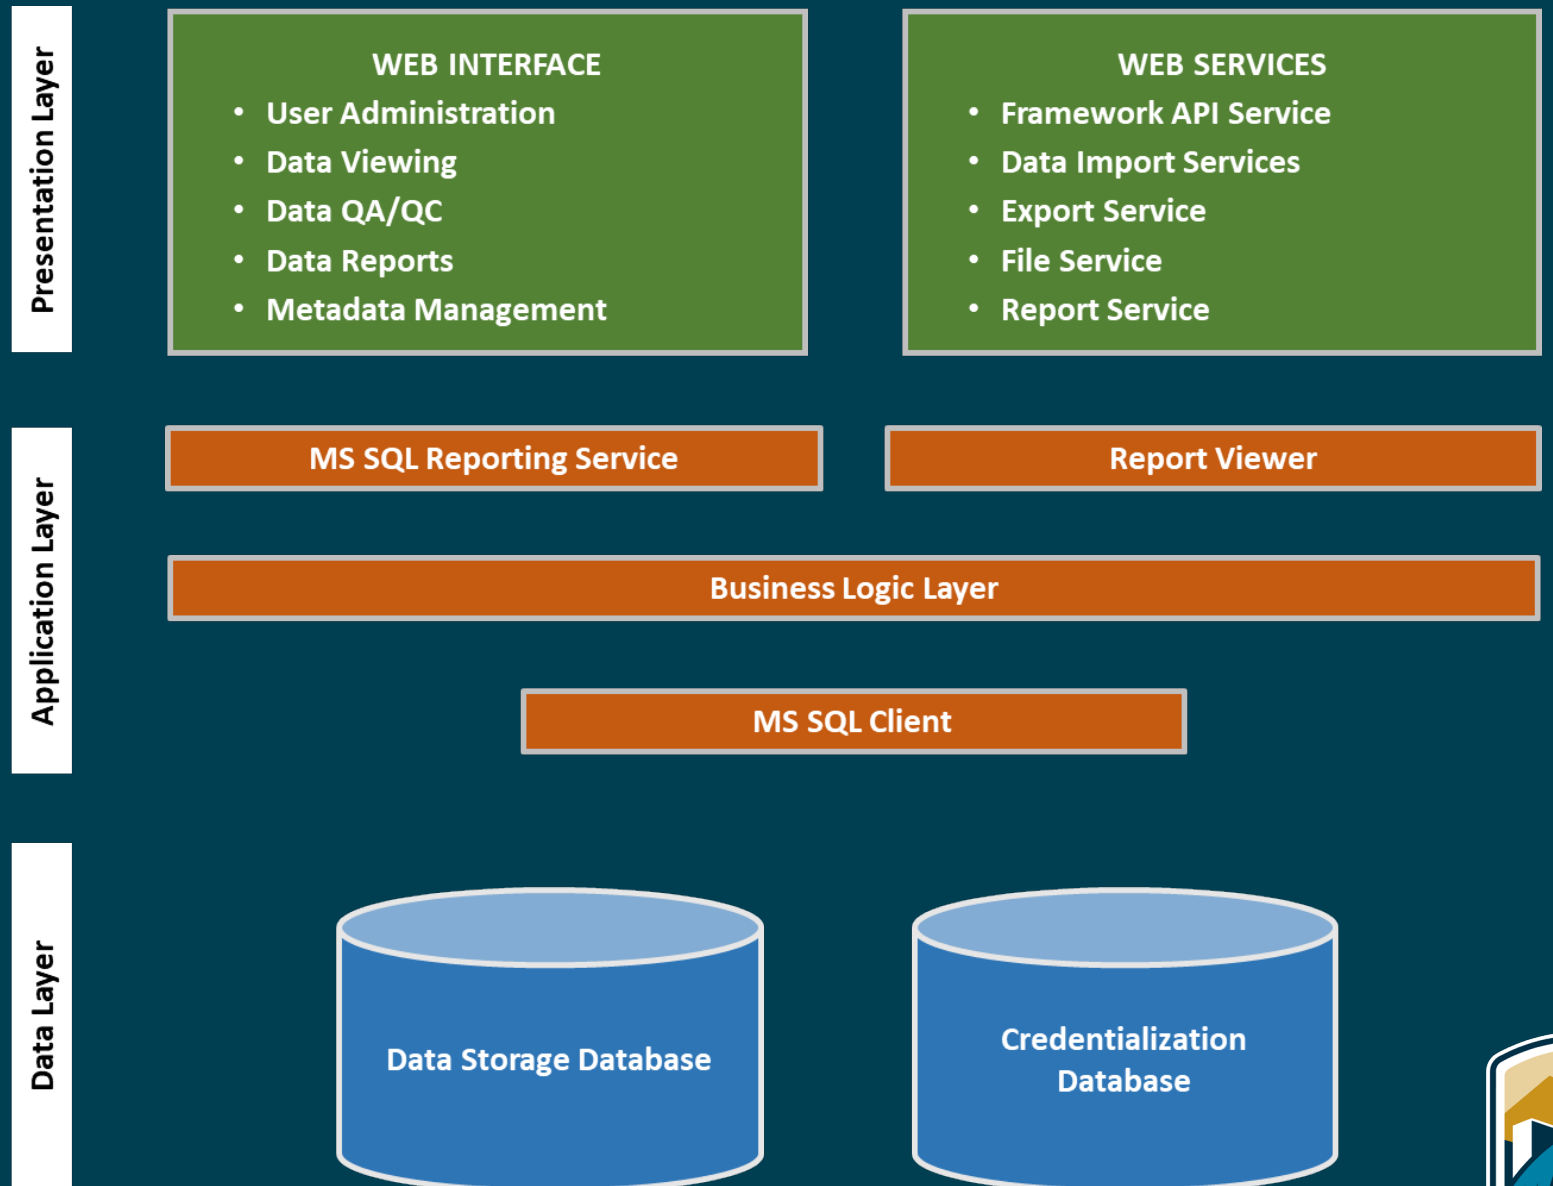 Presentation Layer
WEB INTERFACE
• User Administration
• Data Viewing
• Data QA/QC
• Data Reports
• Metadata Management
WEB SERVICES
• Framework API Service
• Data Import Services
• Export Service
• File Service
• Report Service
Application Layer
MS SQL Reporting Service
Report Viewer
Business Logic Layer
MS SQL Client
Data Layer
Data Storage Database
Credentialization
Database